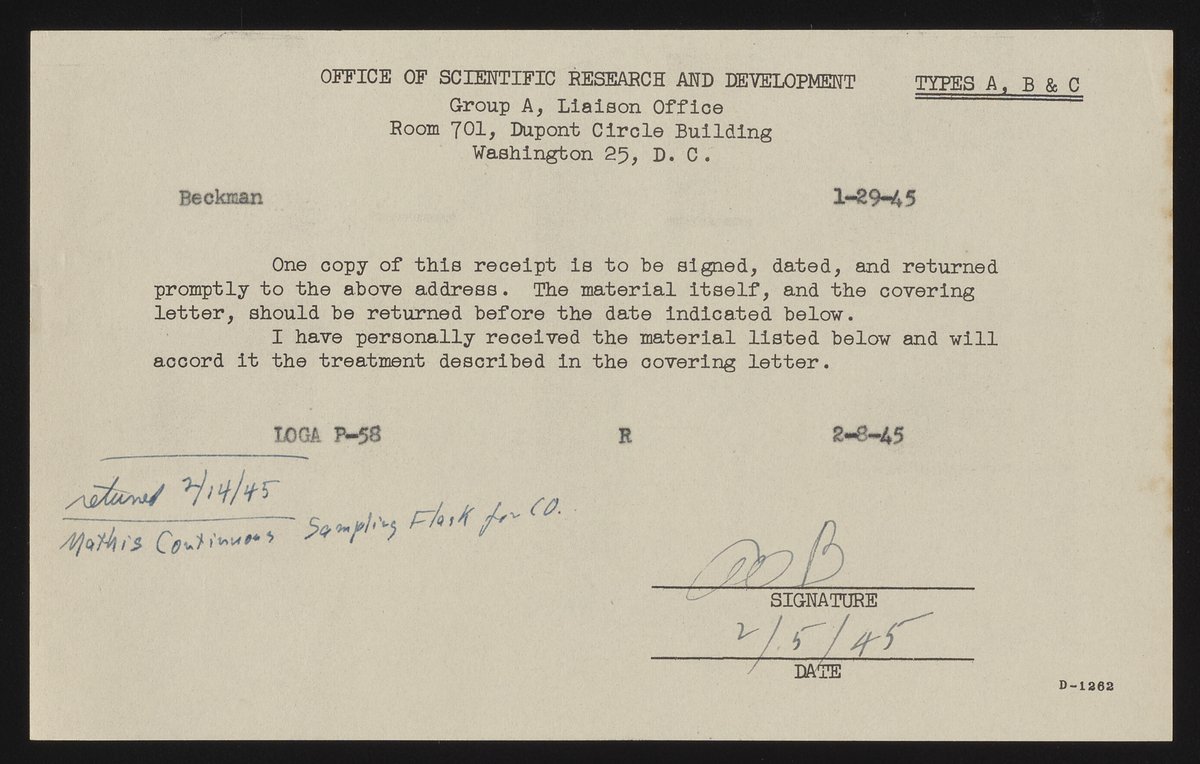 OFFICE OF SCIENTIFIC RESEARCH AND DEVELOPMENT TYPES A, B & C
Group A, Liaison Office
Room 701, Dupont Circle Building
Washington 25, D. C.
Beckman 1-29-45
One copy of this receipt is to be signed, dated, and returned
promptly to the above address. The material itself, and the covering
letter, should be returned before the date indicated below.
I have personally received the material listed below and will
accord it the treatment described in the covering letter.
LOGA P-58 R 2-8-45
returned 2/14/45
Mathis Continuous Sampling Flask for CO.
SIGNATURE
2/5/45
DATE
D-1262